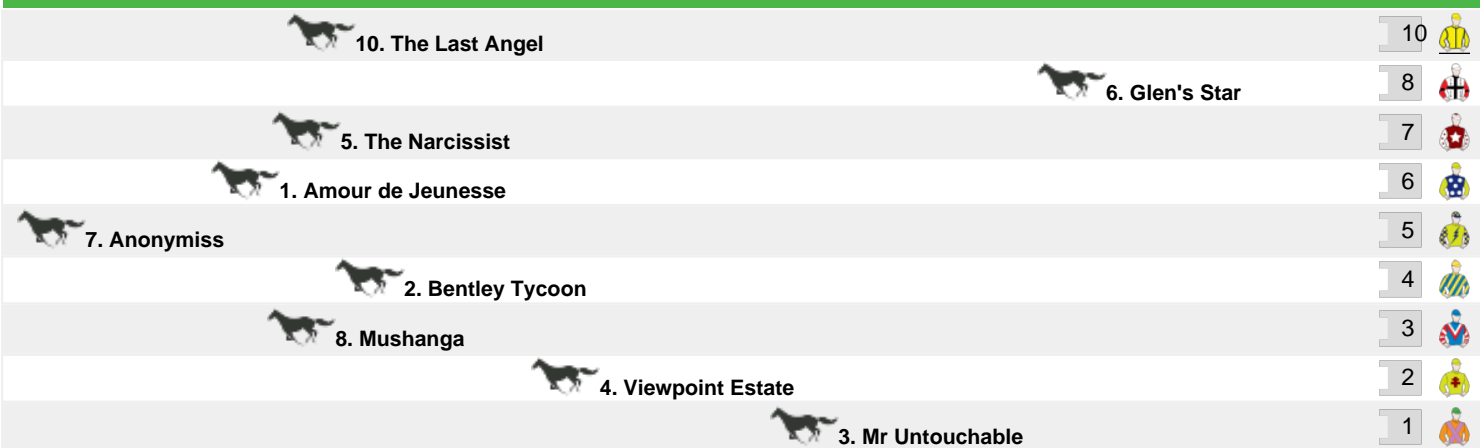 10. The Last Angel 10
6. Glen's Star 8
5. The Narcissist 7
1. Amour de Jeunesse 6
7. Anonymiss 5
2. Bentley Tycoon 4
8. Mushanga 3
4. Viewpoint Estate 2
3. Mr Untouchable 1